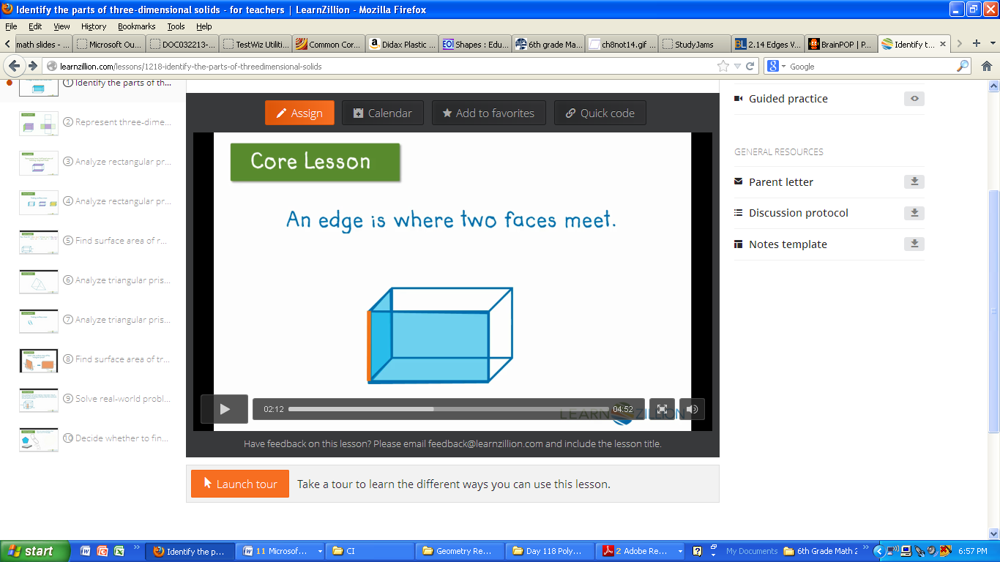 Identify the parts of three-dimensional solids - for teachers | LearnZillion - Mozilla Firefox
File Edit View History Bookmarks Tools Help
math slides - ... Microsoft Ou... DOC032213-... TestWiz Utiliti... Common Cor... Didax Plastic ... Shapes : Edu... 6th grade Ma... ch8not14.gif ... StudyJams 2.14 Edges V... BrainPOP | P... Identify t...
learnzillion.com/lessons/1218-identify-the-parts-of-threedimensional-solids
Google
1 Identify the parts of th...
2 Represent three-dime...
3 Analyze rectangular pr...
4 Analyze rectangular pr...
5 Find surface area of r...
6 Analyze triangular pris...
7 Analyze triangular pris...
8 Find surface area of tr...
9 Solve real-world probl...
10 Decide whether to fin...
Assign Calendar Add to favorites Quick code
Core Lesson
An edge is where two faces meet.
02:12 04:52
LEARNZILLION
Have feedback on this lesson? Please email feedback@learnzillion.com and include the lesson title.
Launch tour Take a tour to learn the different ways you can use this lesson.
Guided practice
GENERAL RESOURCES
Parent letter
Discussion protocol
Notes template
start Identify the p... 11 Microsof... CI Geometry Re... Day 118 Poly... 2 Adobe Re... My Documents 6th Grade Math 2 6:57 PM